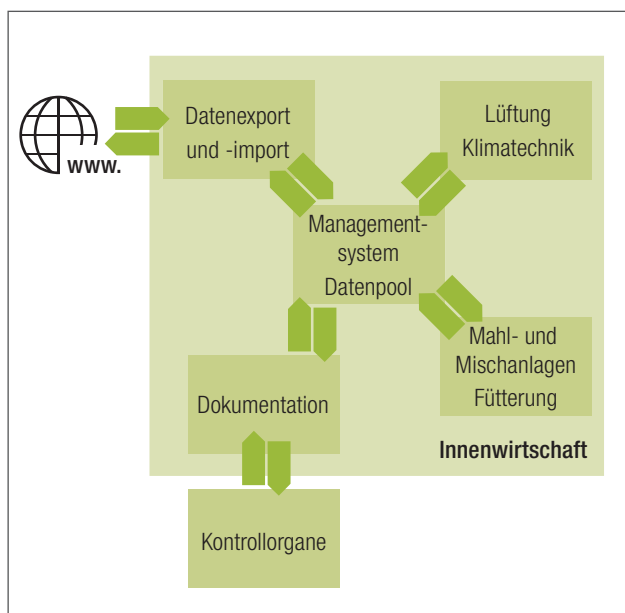 Datenexport
und -import
www.
Lüftung
Klimatechnik
Management-
system
Datenpool
Mahl- und
Mischanlagen
Fütterung
Dokumentation
Innenwirtschaft
Kontrollorgane